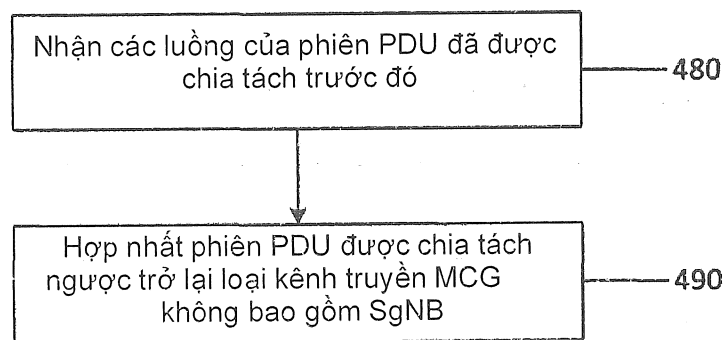 Nhận các luồng của phiên PDU đã được
chia tách trước đó
480
Hợp nhất phiên PDU được chia tách
ngược trở lại loại kênh truyền MCG
không bao gồm SgNB
490